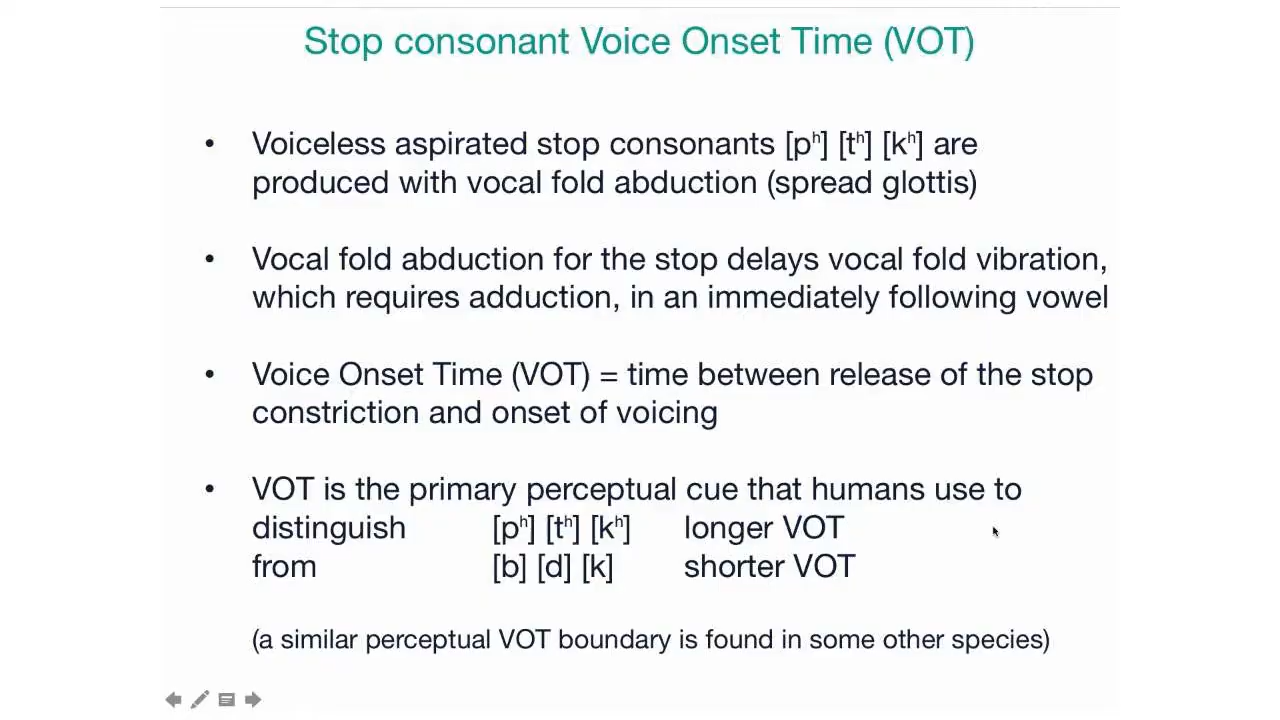 Stop consonant Voice Onset Time (VOT)
• Voiceless aspirated stop consonants [pʰ] [tʰ] [kʰ] are
produced with vocal fold abduction (spread glottis)
• Vocal fold abduction for the stop delays vocal fold vibration,
which requires adduction, in an immediately following vowel
• Voice Onset Time (VOT) = time between release of the stop
constriction and onset of voicing
• VOT is the primary perceptual cue that humans use to
distinguish [pʰ] [tʰ] [kʰ] longer VOT
from [b] [d] [k] shorter VOT
(a similar perceptual VOT boundary is found in some other species)